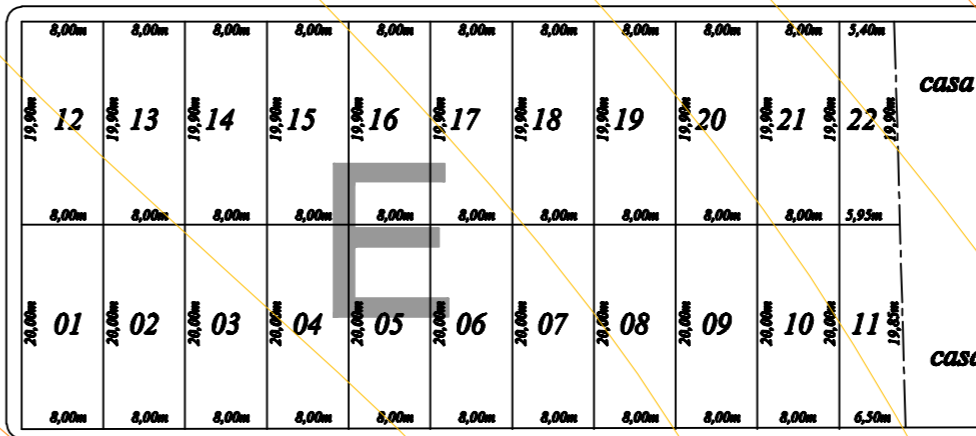 8,00m 8,00m 8,00m 8,00m 8,00m 8,00m 8,00m 8,00m 8,00m 8,00m 5,40m
casa
19,90m 12 19,90m 13 19,90m 14 19,90m 15 19,90m 16 19,90m 17 19,90m 18 19,90m 19 19,90m 20 19,90m 21 19,90m 22 19,90m
8,00m 8,00m 8,00m 8,00m 8,00m 8,00m 8,00m 8,00m 8,00m 8,00m 5,95m
E
20,00m 01 20,00m 02 20,00m 03 20,00m 04 20,00m 05 20,00m 06 20,00m 07 20,00m 08 20,00m 09 20,00m 10 20,00m 11 19,85m
casa
8,00m 8,00m 8,00m 8,00m 8,00m 8,00m 8,00m 8,00m 8,00m 8,00m 6,50m